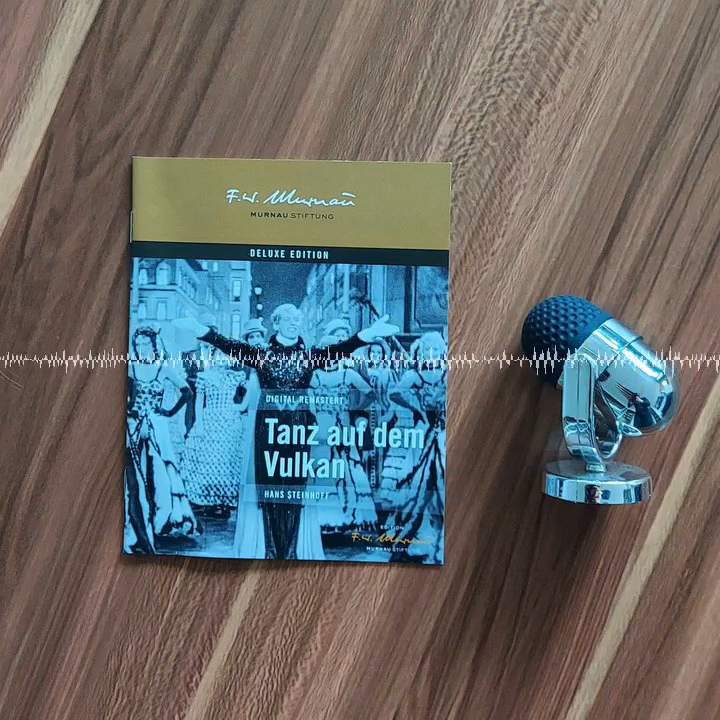 F.W. Murnau
MURNAU STIFTUNG
DELUXE EDITION
DIGITAL REMASTERT
Tanz auf dem
Vulkan
HANS STEINHOFF
EDITION
F.W. Murnau
MURNAU STIFTUNG